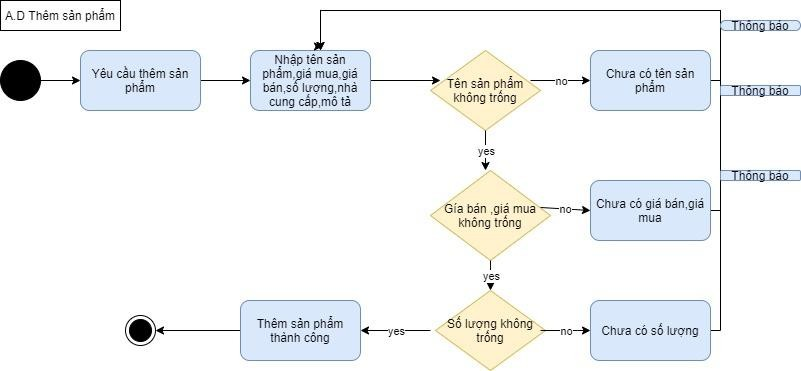 A.D Thêm sản phẩm
Thông báo
Yêu cầu thêm sản
phẩm
Nhập tên sản
phẩm,giá mua,giá
bán,số lượng,nhà
cung cấp,mô tả
Tên sản phẩm
không trống
no
Chưa có tên sản
phẩm
Thông báo
yes
Thông báo
Gía bán ,giá mua
không trống
no
Chưa có giá bán,giá
mua
yes
Số lượng không
trống
no
Chưa có số lượng
yes
Thêm sản phẩm
thành công